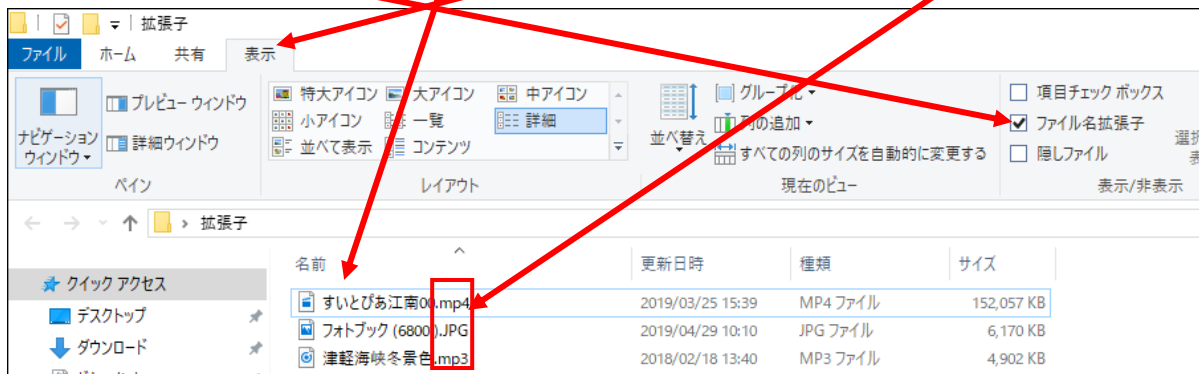 拡張子
ファイル ホーム 共有 表示
ナビゲーション ウィンドウ
プレビュー ウィンドウ
詳細ウィンドウ
ペイン
特大アイコン 大アイコン 中アイコン
小アイコン 一覧 詳細
並べて表示 コンテンツ
レイアウト
並べ替え
グループ化
列の追加
すべての列のサイズを自動的に変更する
現在のビュー
項目チェック ボックス
ファイル名拡張子
隠しファイル
表示/非表示
拡張子
名前 更新日時 種類 サイズ
クイック アクセス
デスクトップ
ダウンロード
すいとぴあ江南00.mp4 2019/03/25 15:39 MP4 ファイル 152,057 KB
フォトブック (6800).JPG 2019/04/29 10:10 JPG ファイル 6,170 KB
津軽海峡冬景色.mp3 2018/02/18 13:40 MP3 ファイル 4,902 KB